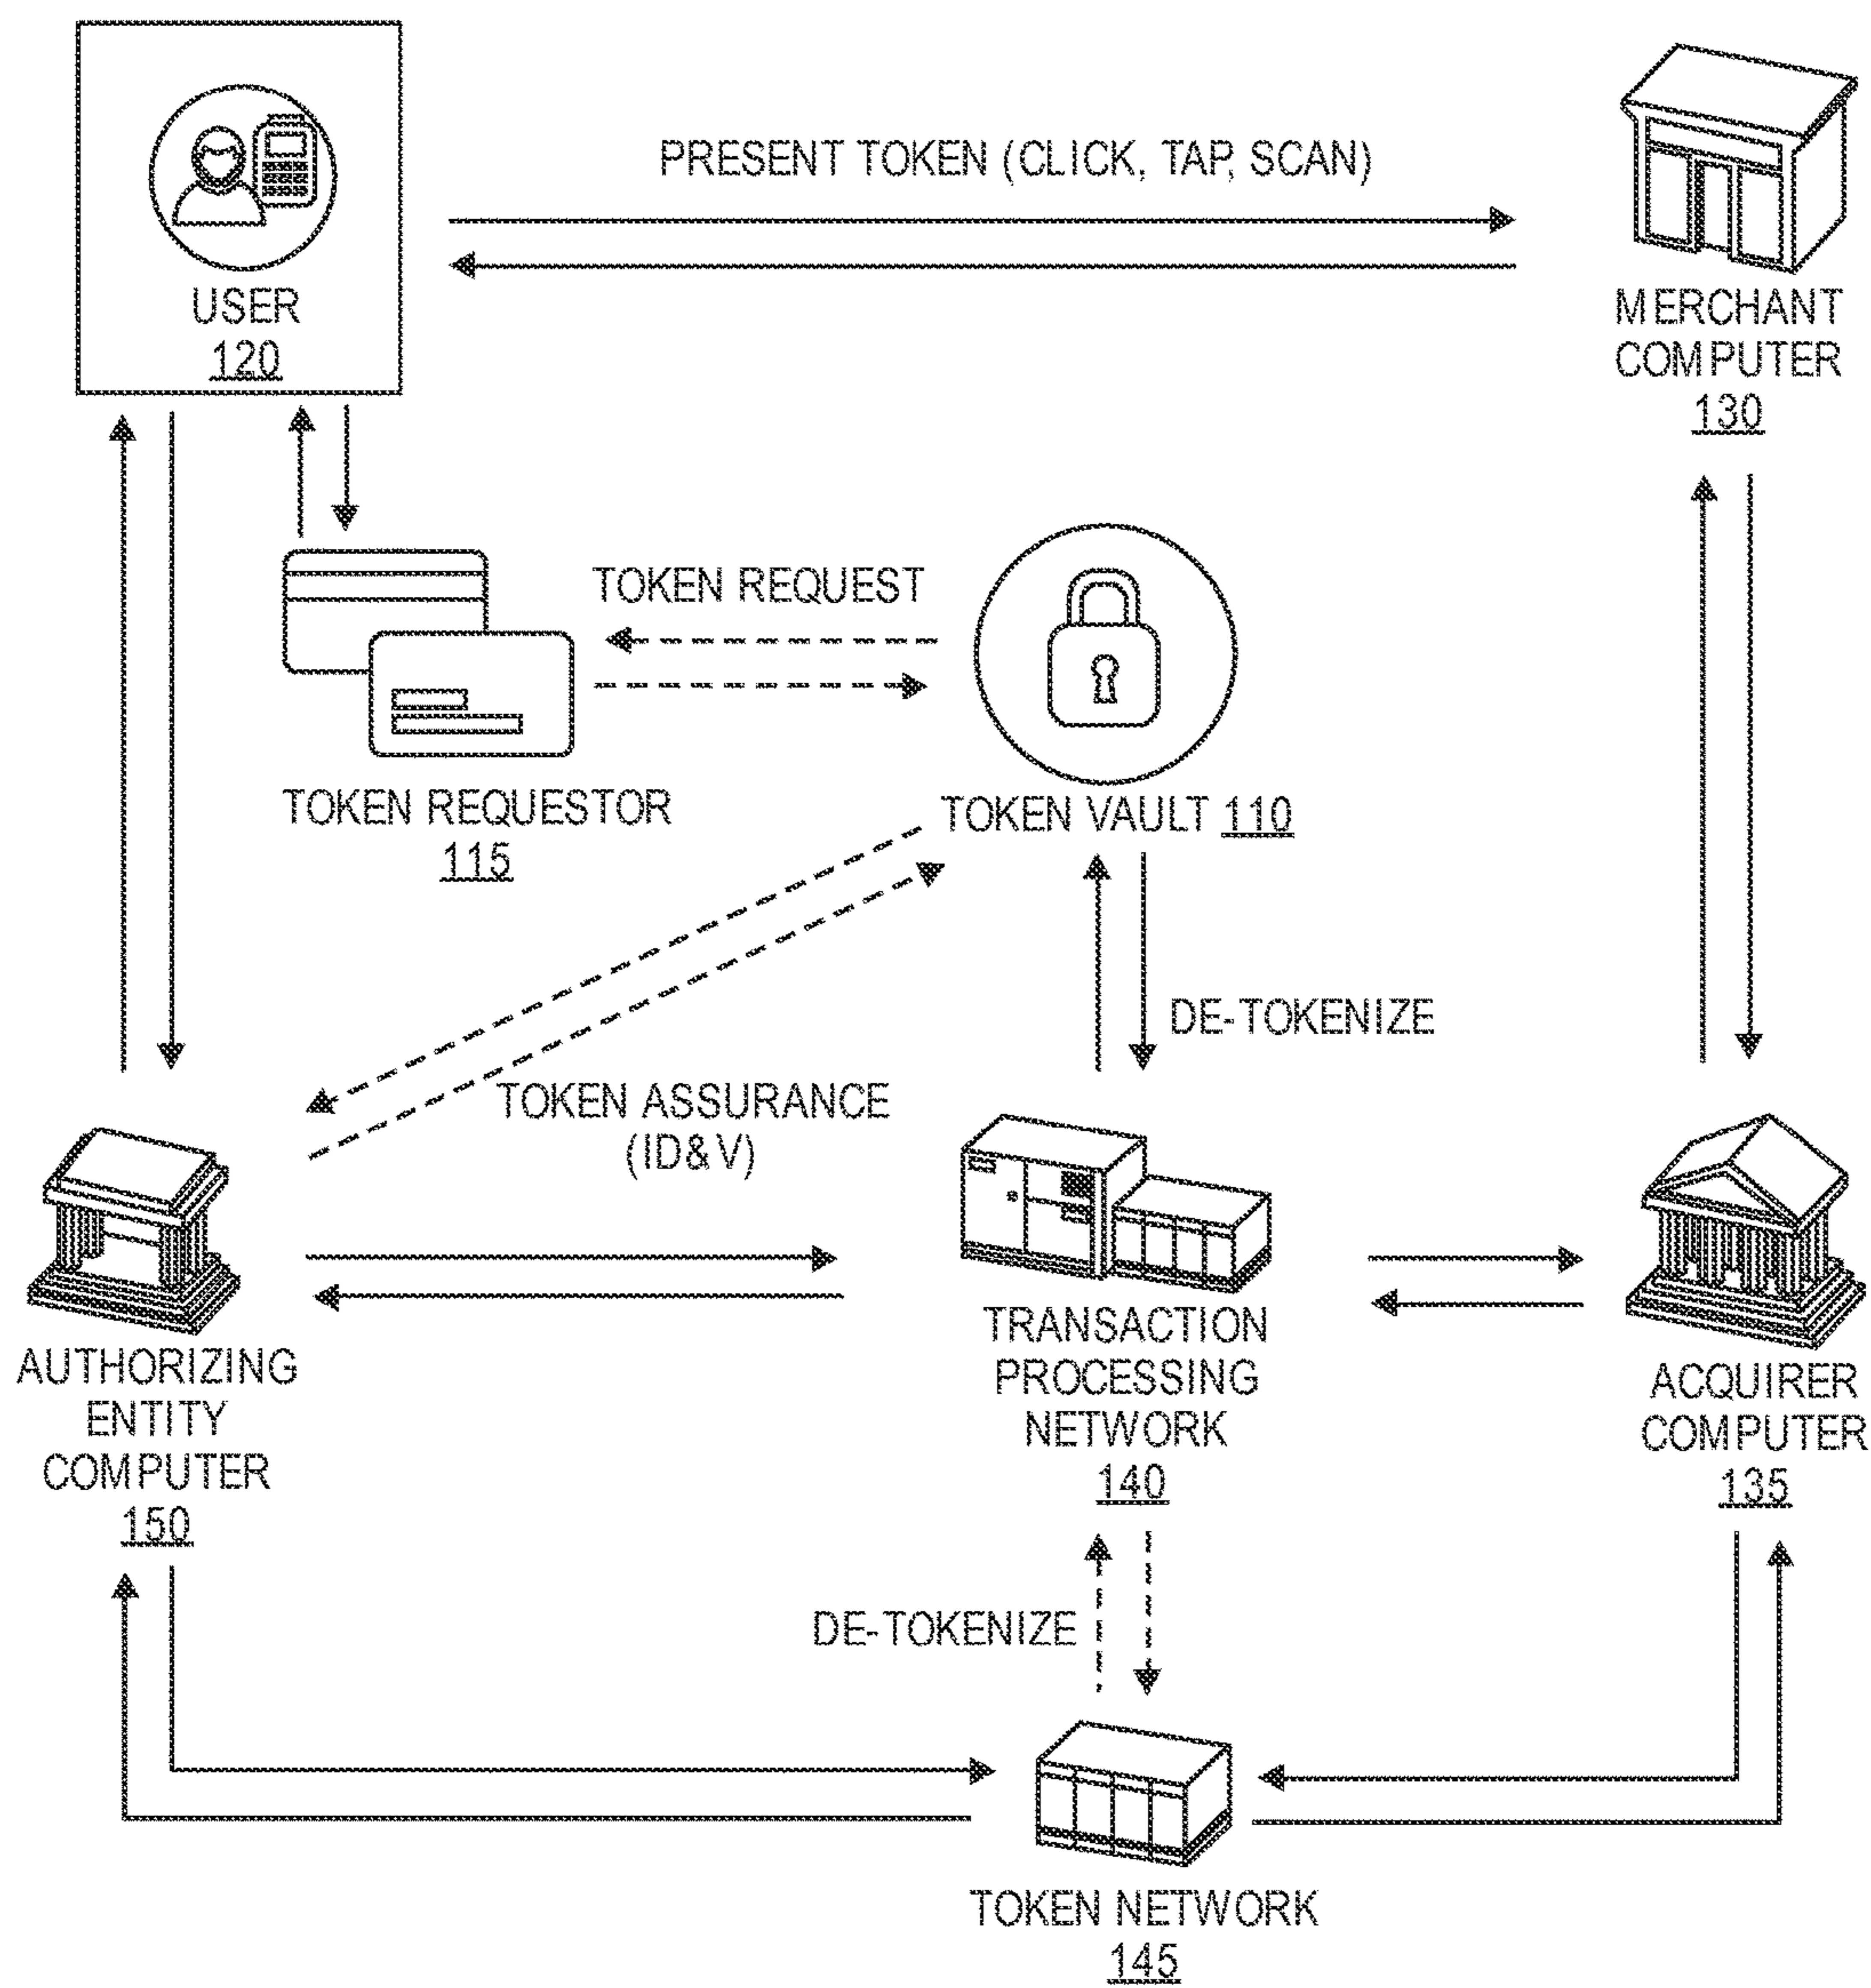 PRESENT TOKEN (CLICK, TAP, SCAN)
USER
120
MERCHANT
COMPUTER
130
TOKEN REQUEST
TOKEN REQUESTOR
115
TOKEN VAULT 110
DE-TOKENIZE
TOKEN ASSURANCE
(ID&V)
AUTHORIZING
ENTITY
COMPUTER
150
TRANSACTION
PROCESSING
NETWORK
140
ACQUIRER
COMPUTER
135
DE-TOKENIZE
TOKEN NETWORK
145